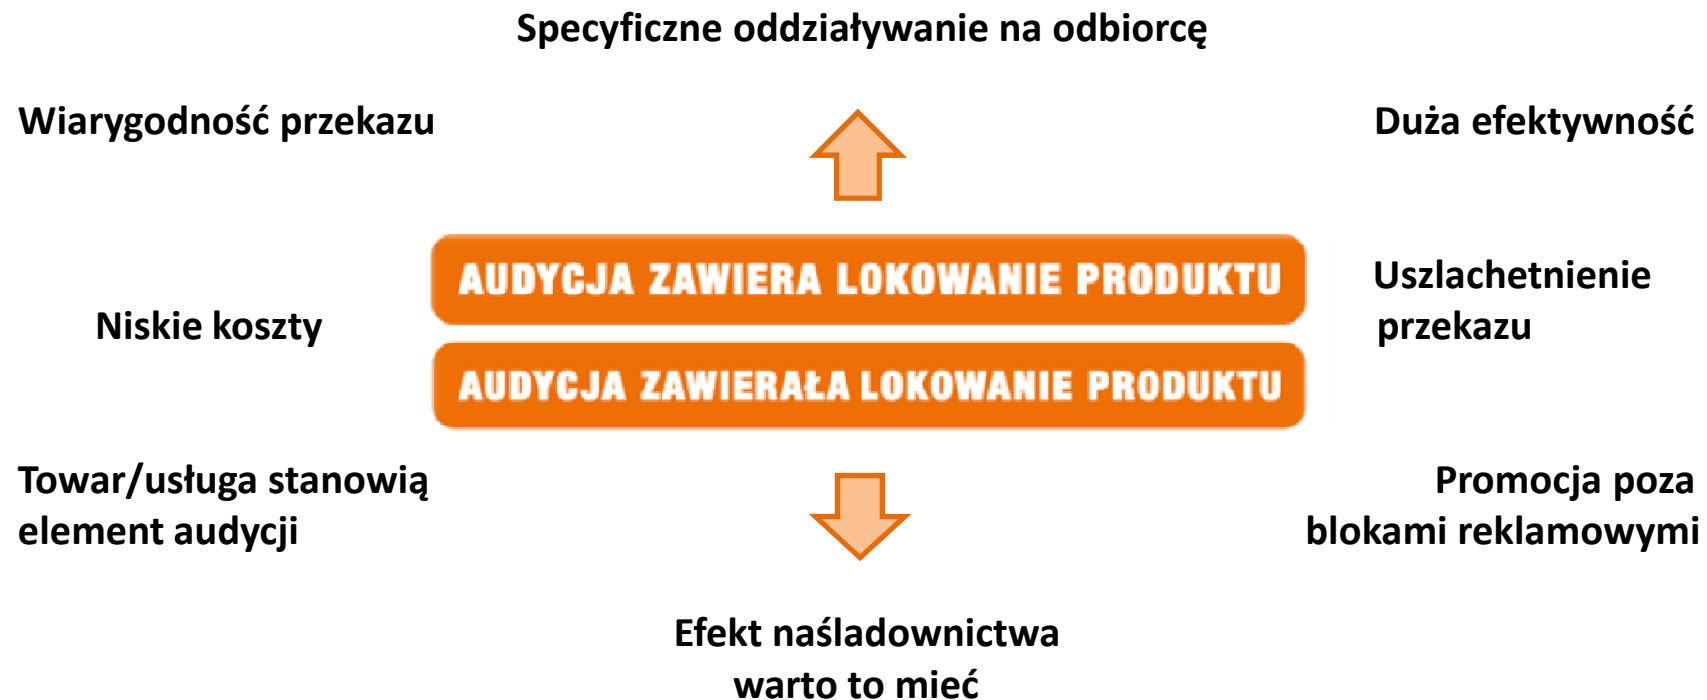 Specyficzne oddziaływanie na odbiorcę
Wiarygodność przekazu
Duża efektywność
AUDYCJA ZAWIERA LOKOWANIE PRODUKTU
Uszlachetnienie
przekazu
Niskie koszty
AUDYCJA ZAWIERAŁA LOKOWANIE PRODUKTU
Towar/usługa stanowią
element audycji
Promocja poza
blokami reklamowymi
Efekt naśladownictwa
warto to mieć